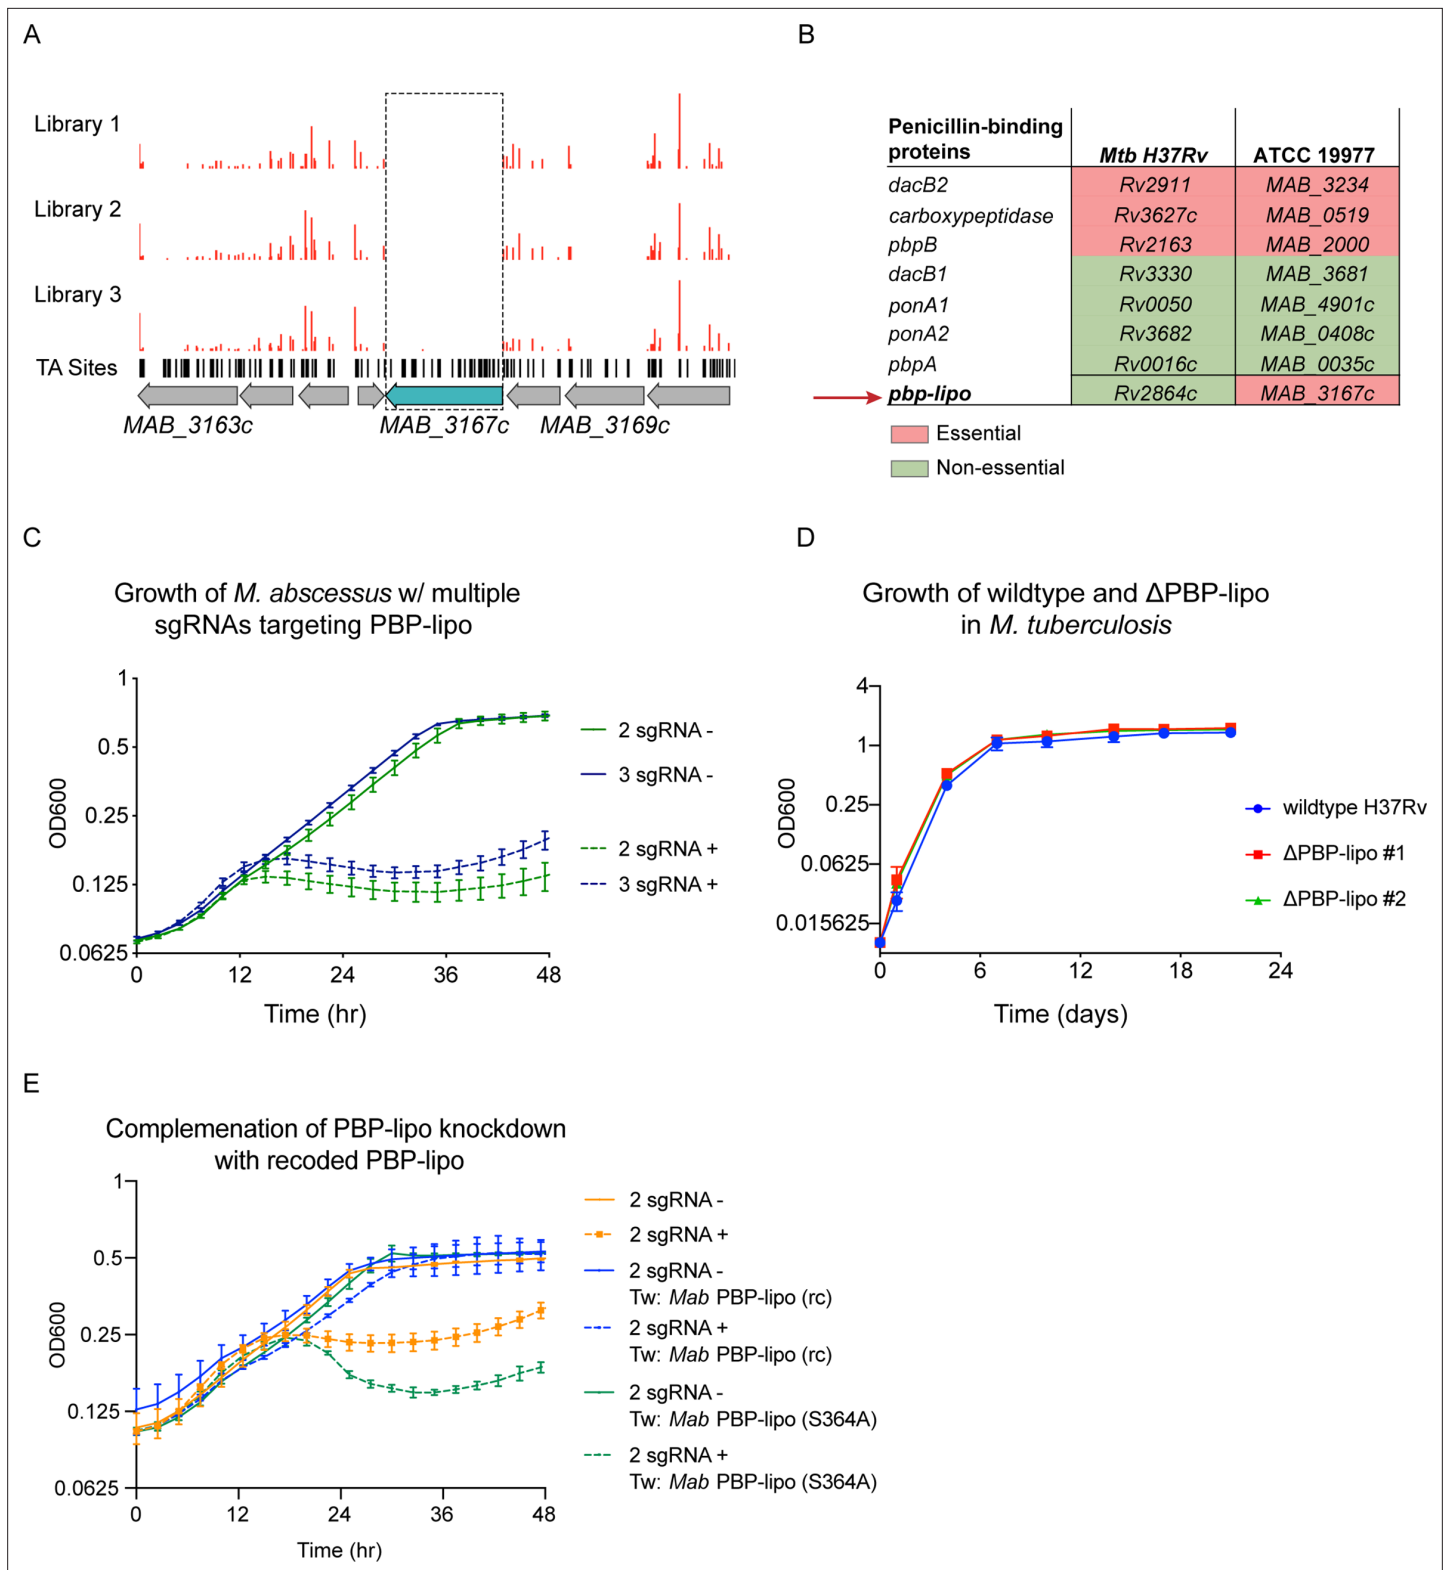 A
Library 1
Library 2
Library 3
TA Sites
MAB_3163c MAB_3167c MAB_3169c
B
Penicillin-binding
proteins Mtb H37Rv ATCC 19977
dacB2 Rv2911 MAB_3234
carboxypeptidase Rv3627c MAB_0519
pbpB Rv2163 MAB_2000
dacB1 Rv3330 MAB_3681
ponA1 Rv0050 MAB_4901c
ponA2 Rv3682 MAB_0408c
pbpA Rv0016c MAB_0035c
pbp-lipo Rv2864c MAB_3167c
Essential
Non-essential
C
Growth of M. abscessus w/ multiple
sgRNAs targeting PBP-lipo
1
0.5
0.25
0.125
0.0625
OD600
0 12 24 36 48
Time (hr)
2 sgRNA -
3 sgRNA -
2 sgRNA +
3 sgRNA +
D
Growth of wildtype and ΔPBP-lipo
in M. tuberculosis
4
1
0.25
0.0625
0.015625
OD600
0 6 12 18 24
Time (days)
wildtype H37Rv
ΔPBP-lipo #1
ΔPBP-lipo #2
E
Complemenation of PBP-lipo knockdown
with recoded PBP-lipo
1
0.5
0.25
0.125
0.0625
OD600
0 12 24 36 48
Time (hr)
2 sgRNA -
2 sgRNA +
2 sgRNA -
Tw: Mab PBP-lipo (rc)
2 sgRNA +
Tw: Mab PBP-lipo (rc)
2 sgRNA -
Tw: Mab PBP-lipo (S364A)
2 sgRNA +
Tw: Mab PBP-lipo (S364A)